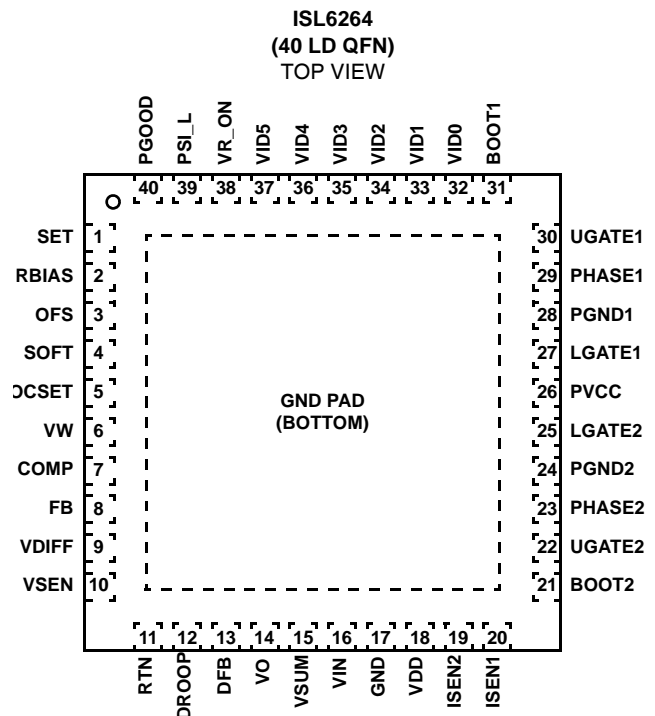 ISL6264
(40 LD QFN)
TOP VIEW
PGOOD
PSI_L
VR_ON
VID5
VID4
VID3
VID2
VID1
VID0
BOOT1
40 39 38 37 36 35 34 33 32 31
SET 1
RBIAS 2
OFS 3
SOFT 4
OCSET 5
VW 6
COMP 7
FB 8
VDIFF 9
VSEN 10
GND PAD
(BOTTOM)
30 UGATE1
29 PHASE1
28 PGND1
27 LGATE1
26 PVCC
25 LGATE2
24 PGND2
23 PHASE2
22 UGATE2
21 BOOT2
11 12 13 14 15 16 17 18 19 20
RTN
DROOP
DFB
VO
VSUM
VIN
GND
VDD
ISEN2
ISEN1